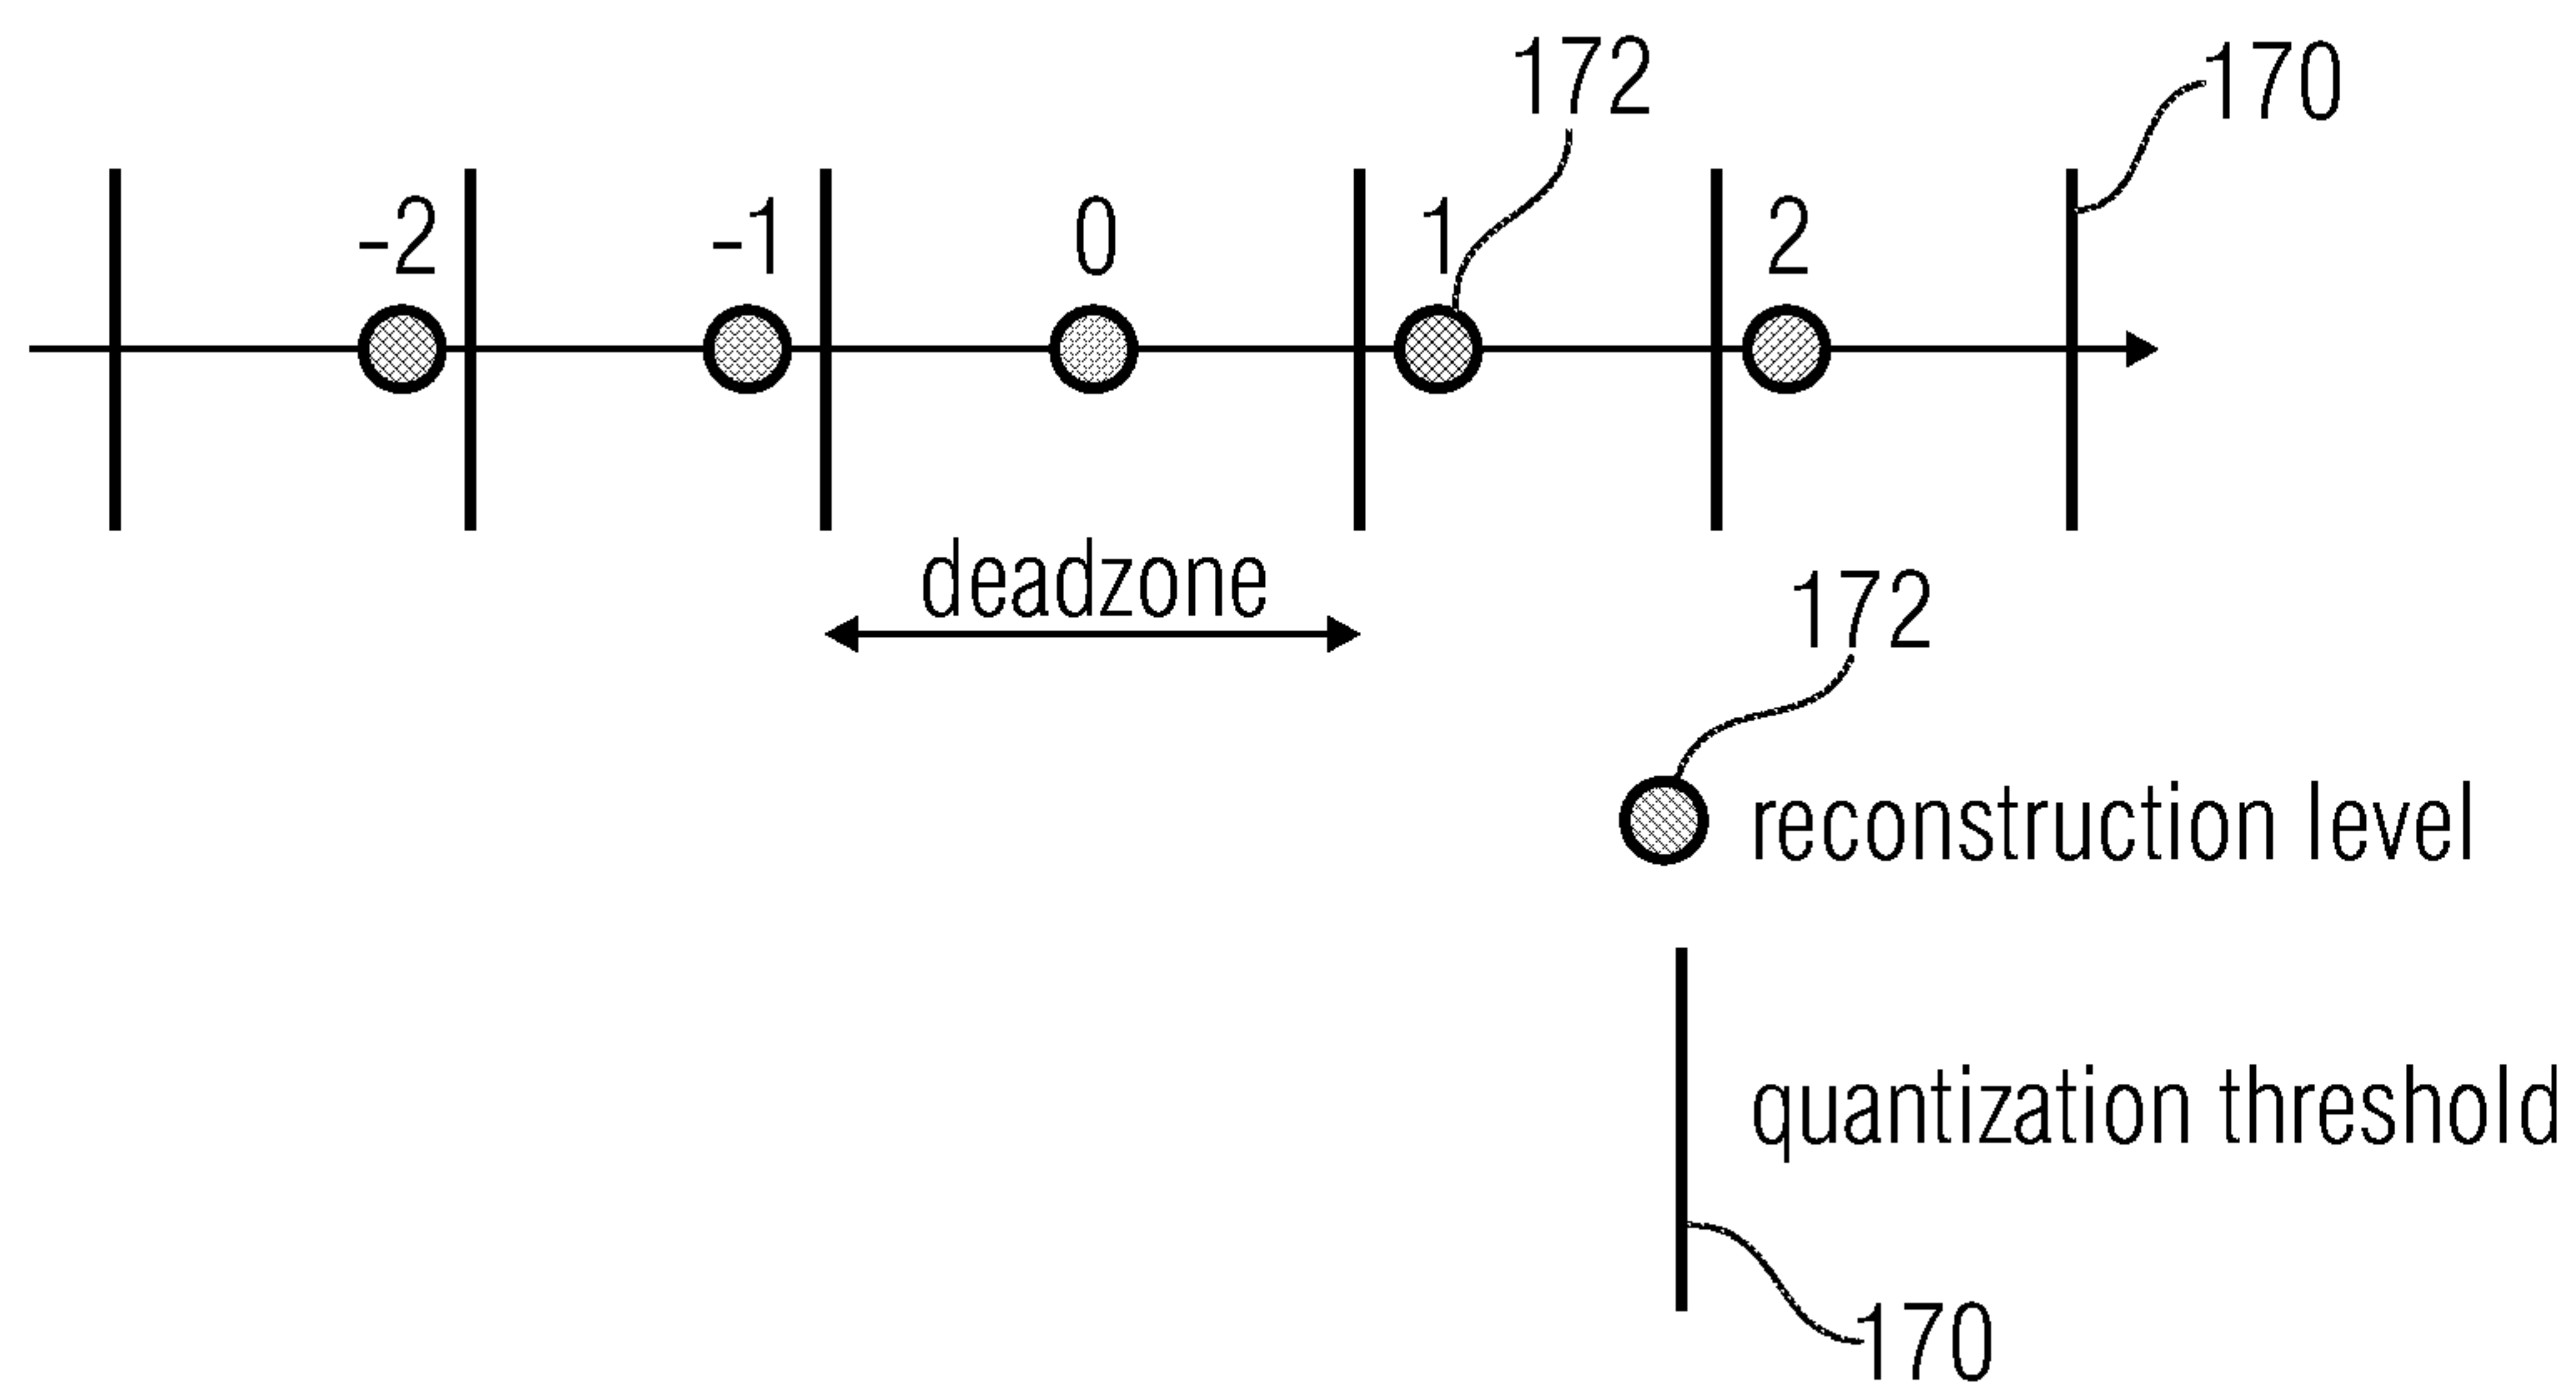 172
170
-2 -1 0 1 2
deadzone
172
reconstruction level
quantization threshold
170